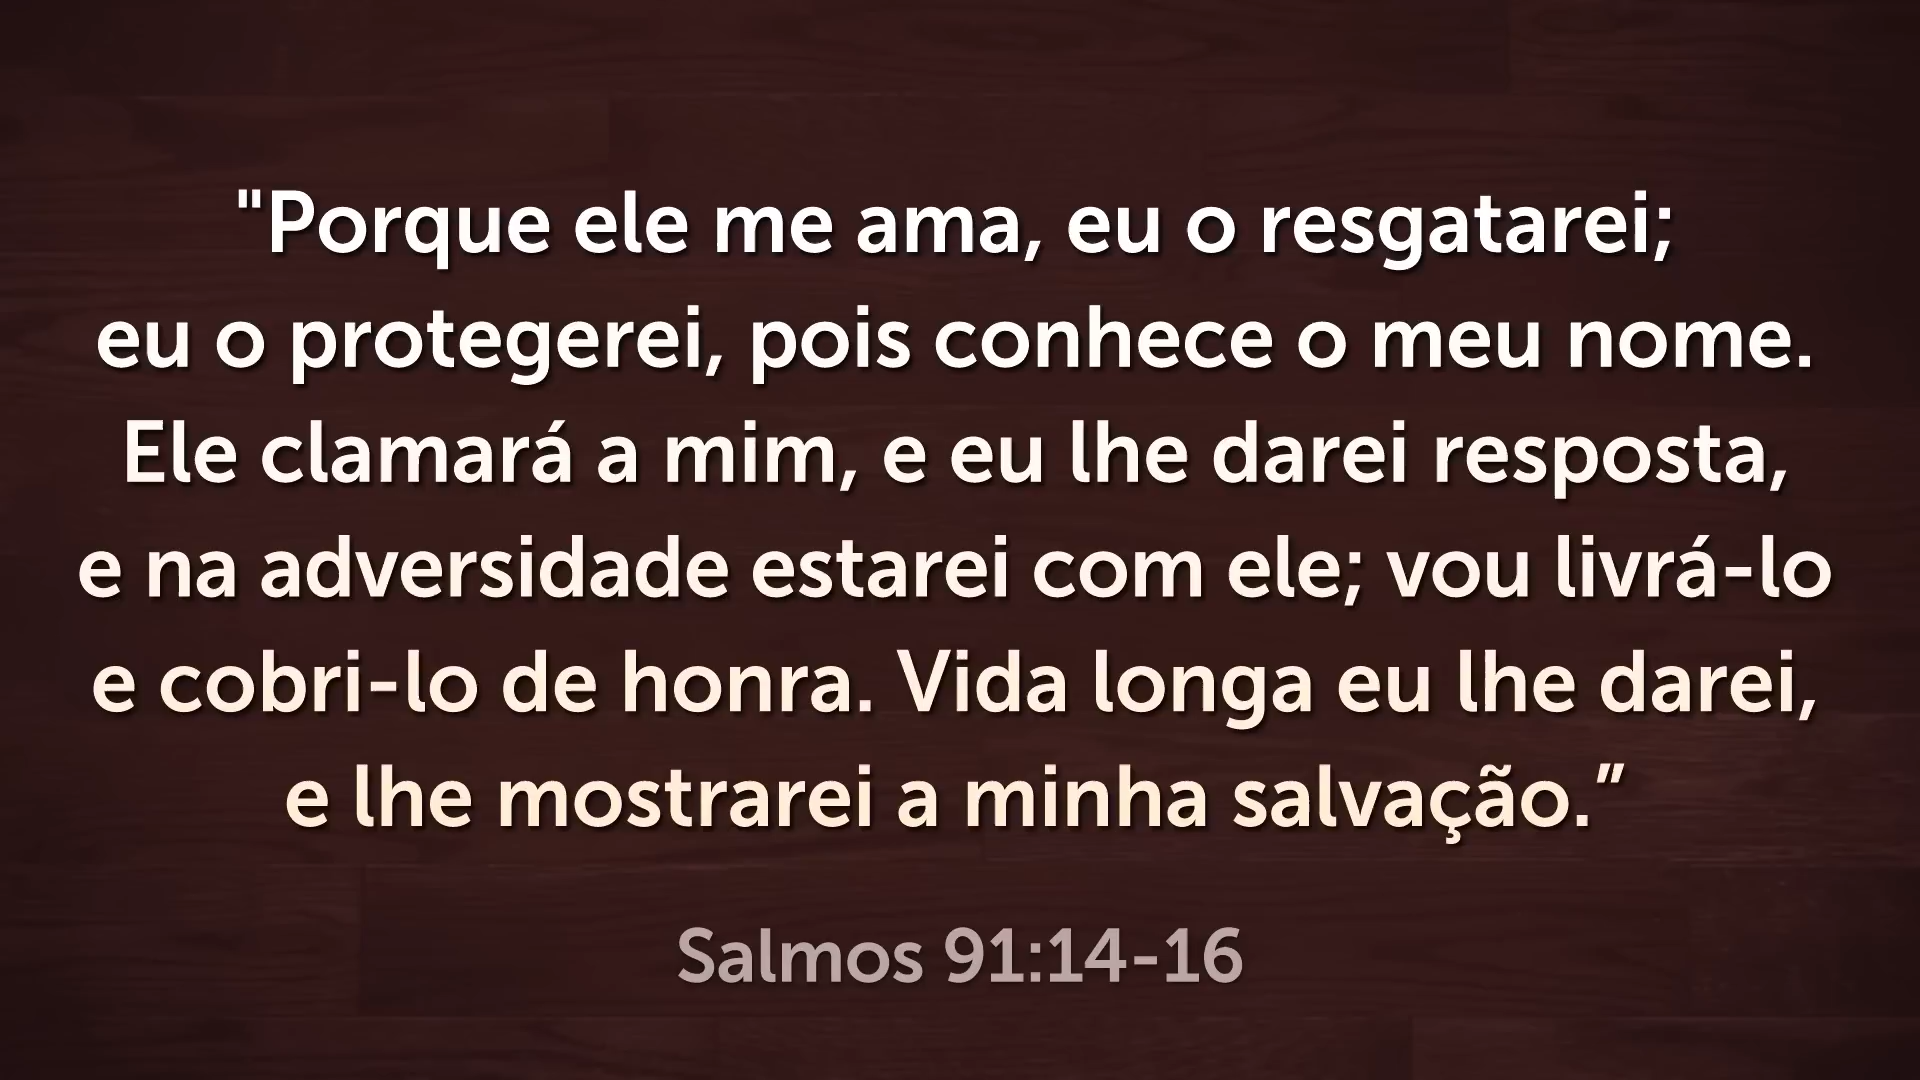 "Porque ele me ama, eu o resgatarei;
eu o protegerei, pois conhece o meu nome.
Ele clamará a mim, e eu lhe darei resposta,
e na adversidade estarei com ele; vou livrá-lo
e cobri-lo de honra. Vida longa eu lhe darei,
e lhe mostrarei a minha salvação.”
Salmos 91:14-16